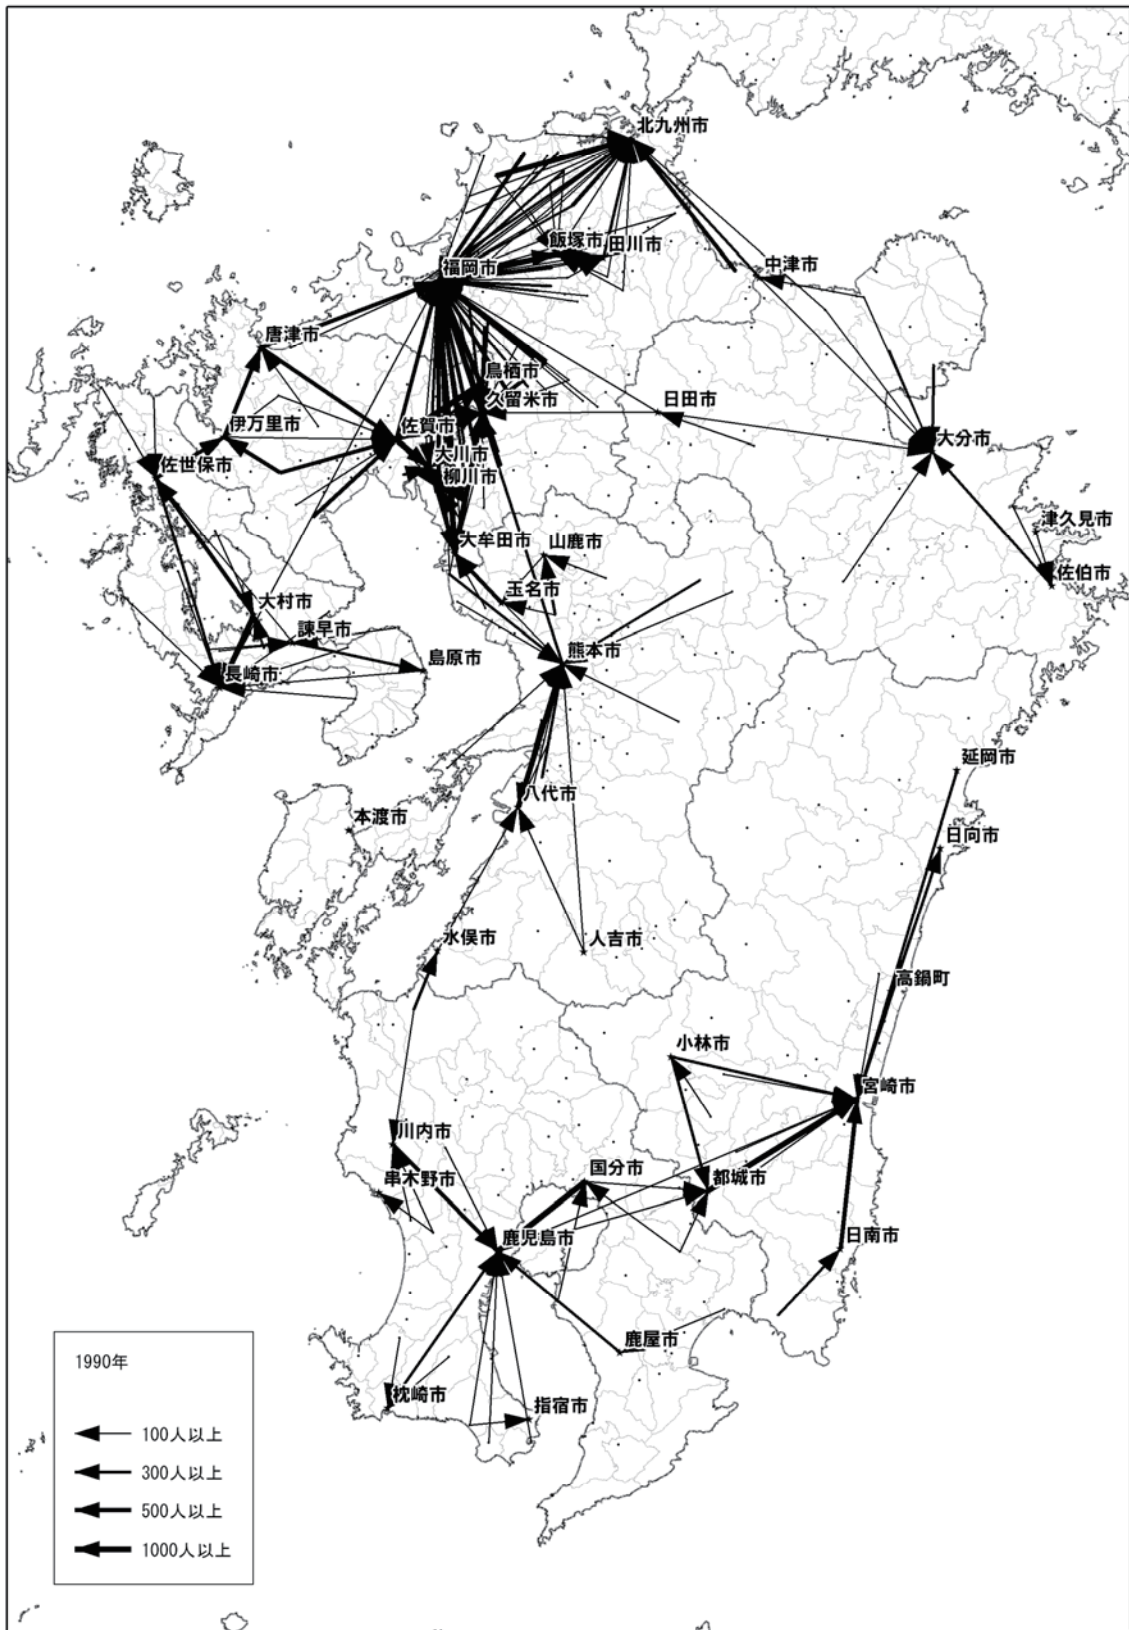 北九州市
飯塚市
田川市
福岡市
中津市
唐津市
鳥栖市
久留米市
日田市
伊万里市
佐賀市
大川市
大分市
佐世保市
柳川市
津久見市
大牟田市
山鹿市
佐伯市
玉名市
大村市
諫早市
熊本市
島原市
長崎市
延岡市
八代市
本渡市
日向市
水俣市
人吉市
高鍋町
小林市
宮崎市
川内市
国分市
串木野市
都城市
鹿児島市
日南市
鹿屋市
枕崎市
指宿市
1990年
100人以上
300人以上
500人以上
1000人以上